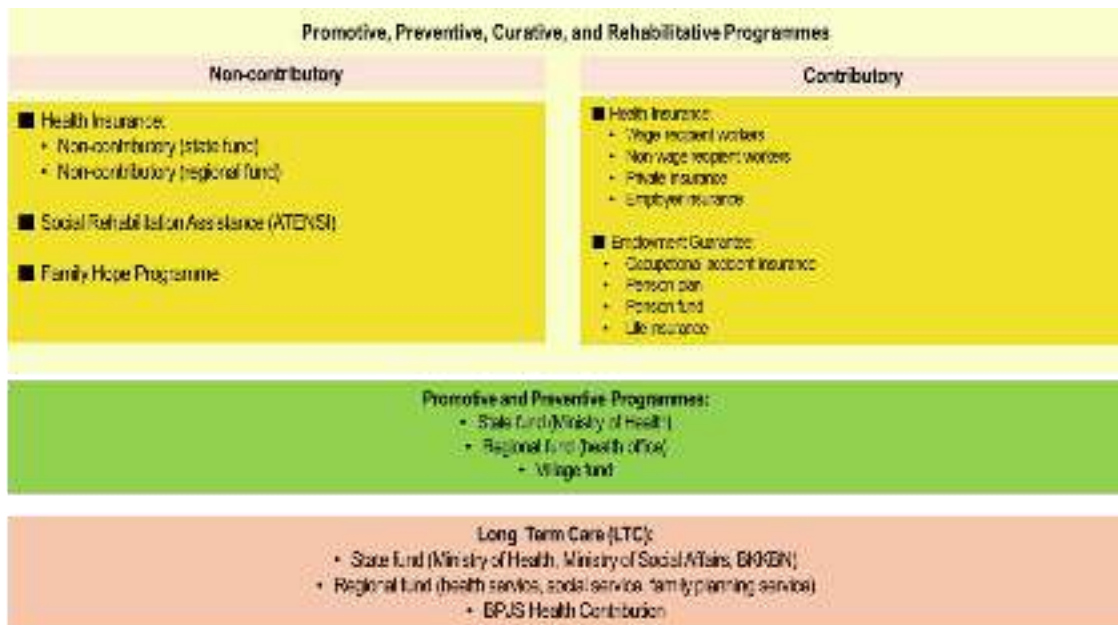 Promotive, Preventive, Curative, and Rehabilitative Programmes
Non-contributory
■ Health Insurance:
• Non-contributory (state fund)
• Non-contributory (regional fund)
■ Social Rehabilitation Assistance (ATENSI)
■ Family Hope Programme
Contributory
■ Health Insurance:
• Wage recipient workers
• Non-wage recipient workers
• Private insurance
• Employer insurance
■ Employment Guarantee:
• Occupational accident insurance
• Pension plan
• Pension fund
• Life insurance
Promotive and Preventive Programmes:
• State fund (Ministry of Health)
• Regional fund (health office)
• Village fund
Long Term Care (LTC):
• State fund (Ministry of Health, Ministry of Social Affairs, BKKBN)
• Regional fund (health service, social service, family planning service)
• BPJS Health Contribution